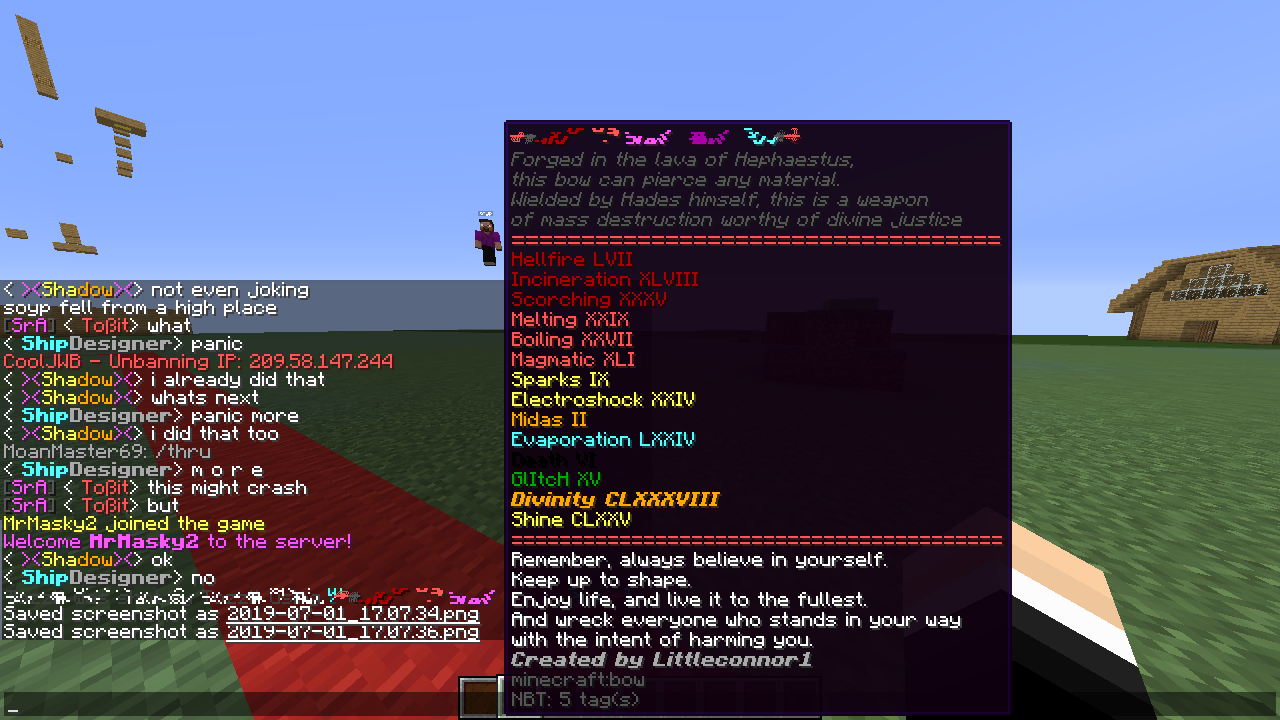 < ><Shadow><> not even joking
soyp fell from a high place
[SrA] < Toßit> what
< ShipDesigner> panic
CoolJWB - Unbanning IP: 209.58.147.244
< ><Shadow><> i already did that
< ><Shadow><> whats next
< ShipDesigner> panic more
< ><Shadow><> i did that too
MoanMaster69: /thru
< ShipDesigner> m o r e
[SrA] < Toßit> this might crash
[SrA] < Toßit> but
MrMasky2 joined the game
Welcome MrMasky2 to the server!
< ><Shadow><> ok
< ShipDesigner> no
Saved screenshot as 2019-07-01_17.07.34.png
Saved screenshot as 2019-07-01_17.07.36.png
_
Forged in the lava of Hephaestus,
this bow can pierce any material.
Wielded by Hades himself, this is a weapon
of mass destruction worthy of divine justice
==========================================
Hellfire LVII
Incineration XLVIII
Scorching XXXV
Melting XXIX
Boiling XXVII
Magmatic XLI
Sparks IX
Electroshock XXIV
Midas II
Evaporation LXXIV
Death VI
GlItcH XV
Divinity CLXXXVIII
Shine CLXXV
==========================================
Remember, always believe in yourself.
Keep up to shape.
Enjoy life, and live it to the fullest.
And wreck everyone who stands in your way
with the intent of harming you.
Created by Littleconnor1
minecraft:bow
NBT: 5 tag(s)